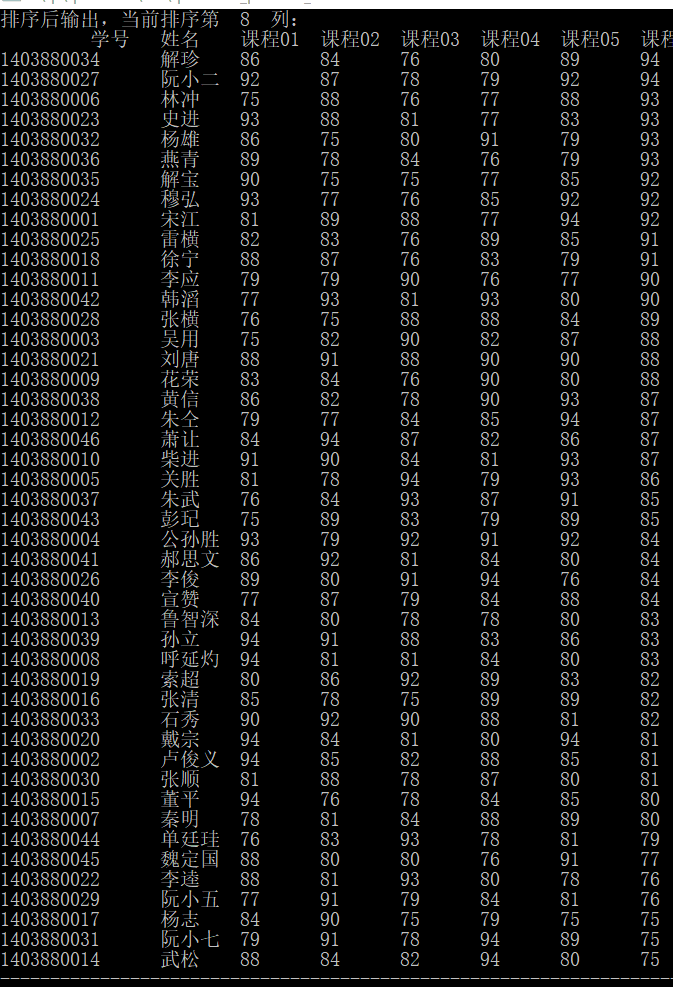 排序后输出，当前排序第 8 列：
学号 姓名 课程01 课程02 课程03 课程04 课程05 课程
1403880034 解珍 86 84 76 80 89 94
1403880027 阮小二 92 87 78 79 92 94
1403880006 林冲 75 88 76 77 88 93
1403880023 史进 93 88 81 77 83 93
1403880032 杨雄 86 75 80 91 79 93
1403880036 燕青 89 78 84 76 79 93
1403880035 解宝 90 75 75 77 85 92
1403880024 穆弘 93 77 76 85 92 92
1403880001 宋江 81 89 88 77 94 92
1403880025 雷横 82 83 76 89 85 91
1403880018 徐宁 88 87 76 83 79 91
1403880011 李应 79 79 90 76 77 90
1403880042 韩滔 77 93 81 93 80 90
1403880028 张横 76 75 88 88 84 89
1403880003 吴用 75 82 90 82 87 88
1403880021 刘唐 88 91 88 90 90 88
1403880009 花荣 83 84 76 90 80 88
1403880038 黄信 86 82 78 90 93 87
1403880012 朱仝 79 77 84 85 94 87
1403880046 萧让 84 94 87 82 86 87
1403880010 柴进 91 90 84 81 93 87
1403880005 关胜 81 78 94 79 93 86
1403880037 朱武 76 84 93 87 91 85
1403880043 彭玘 75 89 83 79 89 85
1403880004 公孙胜 93 79 92 91 92 84
1403880041 郝思文 86 92 81 84 80 84
1403880026 李俊 89 80 91 94 76 84
1403880040 宣赞 77 87 79 84 88 84
1403880013 鲁智深 84 80 78 78 80 83
1403880039 孙立 94 91 88 83 86 83
1403880008 呼延灼 94 81 81 84 80 83
1403880019 索超 80 86 92 89 83 82
1403880016 张清 85 78 75 89 89 82
1403880033 石秀 90 92 90 88 81 82
1403880020 戴宗 94 84 81 80 94 81
1403880002 卢俊义 94 85 82 88 85 81
1403880030 张顺 81 88 78 87 80 81
1403880015 董平 94 76 78 84 85 80
1403880007 秦明 78 81 84 88 89 80
1403880044 单廷珪 76 83 93 78 81 79
1403880045 魏定国 88 80 80 76 91 77
1403880022 李逵 88 81 93 80 78 76
1403880029 阮小五 77 91 79 84 81 76
1403880017 杨志 84 90 75 79 75 75
1403880031 阮小七 79 91 78 94 89 75
1403880014 武松 88 84 82 94 80 75